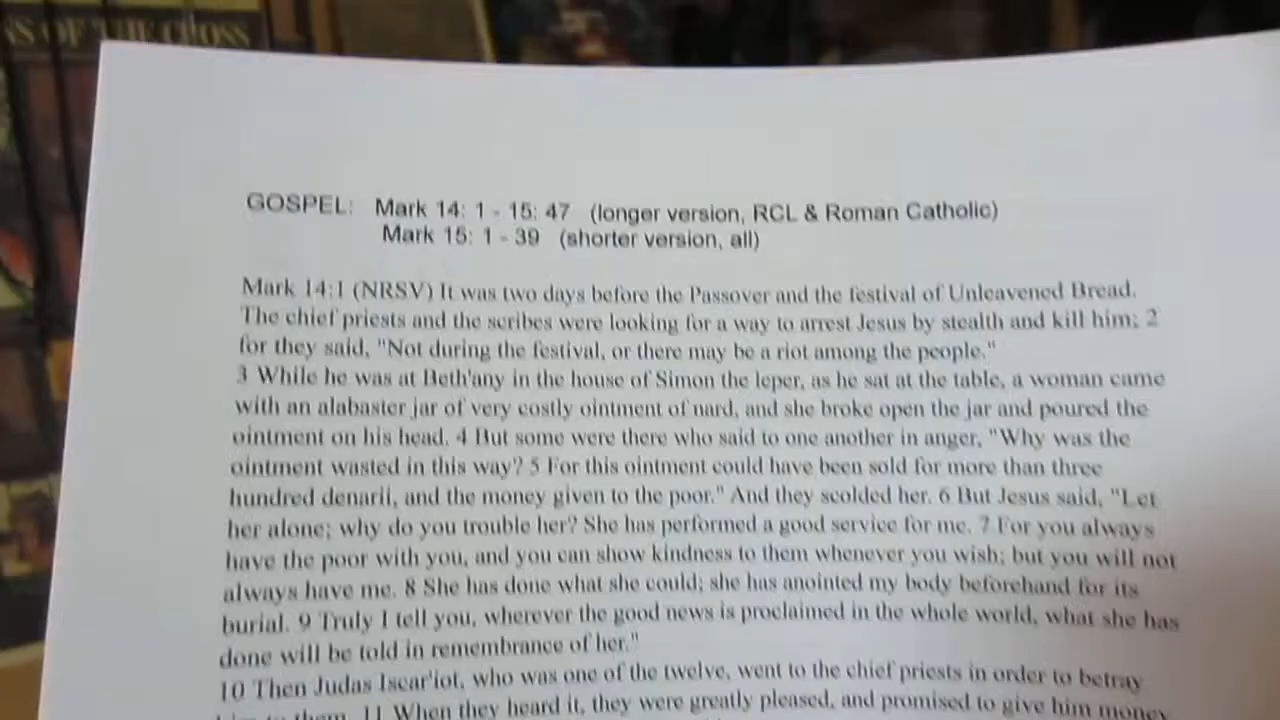 S OF THE CROSS
GOSPEL: Mark 14: 1 - 15: 47 (longer version, RCL & Roman Catholic)
Mark 15: 1 - 39 (shorter version, all)
Mark 14:1 (NRSV) It was two days before the Passover and the festival of Unleavened Bread.
The chief priests and the scribes were looking for a way to arrest Jesus by stealth and kill him; 2
for they said, "Not during the festival, or there may be a riot among the people."
3 While he was at Beth'any in the house of Simon the leper, as he sat at the table, a woman came
with an alabaster jar of very costly ointment of nard, and she broke open the jar and poured the
ointment on his head. 4 But some were there who said to one another in anger, "Why was the
ointment wasted in this way? 5 For this ointment could have been sold for more than three
hundred denarii, and the money given to the poor." And they scolded her. 6 But Jesus said, "Let
her alone; why do you trouble her? She has performed a good service for me. 7 For you always
have the poor with you, and you can show kindness to them whenever you wish; but you will not
always have me. 8 She has done what she could; she has anointed my body beforehand for its
burial. 9 Truly I tell you, wherever the good news is proclaimed in the whole world, what she has
done will be told in remembrance of her."
10 Then Judas Iscar'iot, who was one of the twelve, went to the chief priests in order to betray
him to them. 11 When they heard it, they were greatly pleased, and promised to give him money